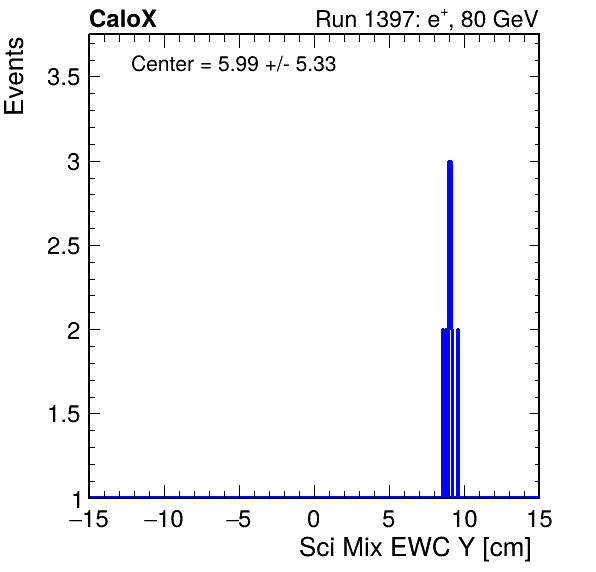 CaloX Run 1397: e⁺, 80 GeV
Center = 5.99 +/- 5.33
Events
3.5
3
2.5
2
1.5
1
−15 −10 −5 0 5 10 15
Sci Mix EWC Y [cm]